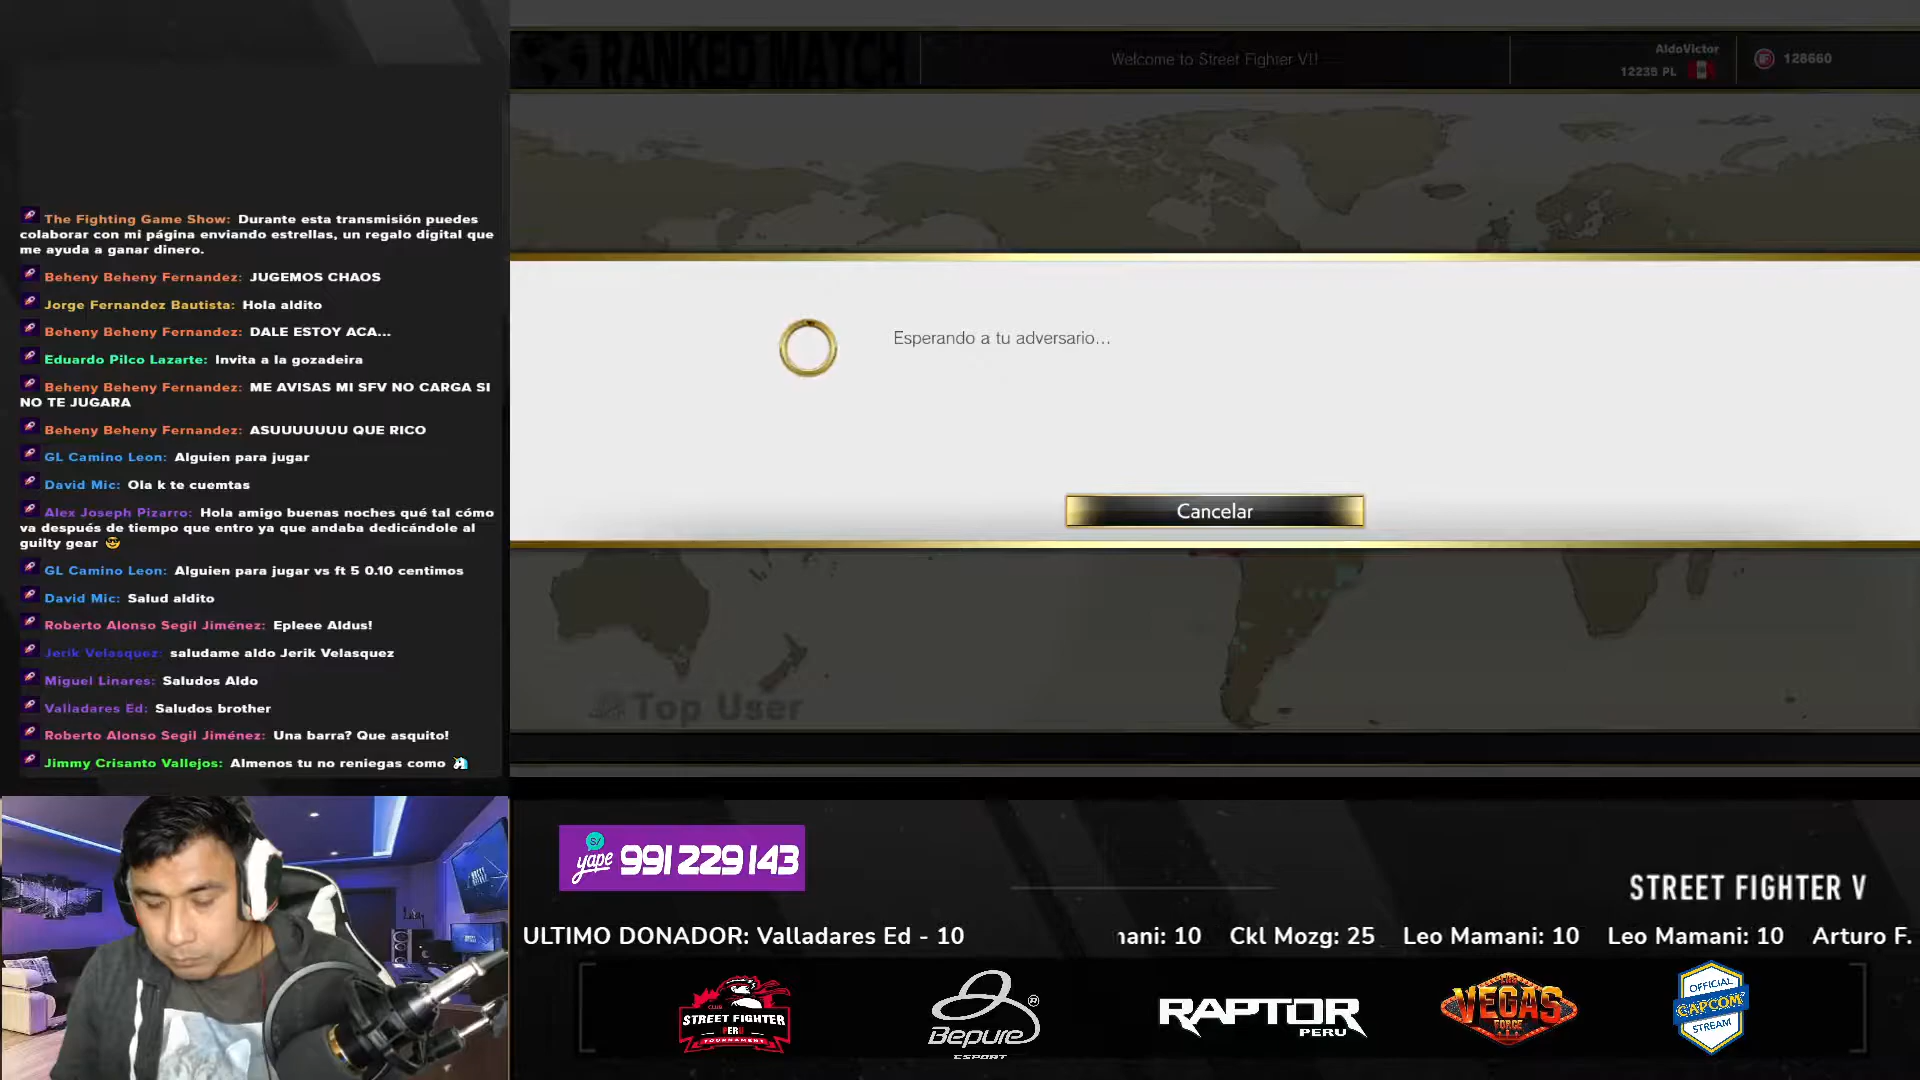 RANKED MATCH
Welcome to Street Fighter V!!
AldoVictor
12235 PL
128660
The Fighting Game Show: Durante esta transmisión puedes
colaborar con mi página enviando estrellas, un regalo digital que
me ayuda a ganar dinero.
Beheny Beheny Fernandez: JUGEMOS CHAOS
Jorge Fernandez Bautista: Hola aldito
Beheny Beheny Fernandez: DALE ESTOY ACA...
Eduardo Pilco Lazarte: Invita a la gozadeira
Beheny Beheny Fernandez: ME AVISAS MI SFV NO CARGA SI
NO TE JUGARA
Beheny Beheny Fernandez: ASUUUUUUU QUE RICO
GL Camino Leon: Alguien para jugar
David Mic: Ola k te cuemtas
Alex Joseph Pizarro: Hola amigo buenas noches qué tal cómo
va después de tiempo que entro ya que andaba dedicándole al
guilty gear 😎
GL Camino Leon: Alguien para jugar vs ft 5 0.10 centimos
David Mic: Salud aldito
Roberto Alonso Segil Jiménez: Epleee Aldus!
Jerik Velasquez: saludame aldo Jerik Velasquez
Miguel Linares: Saludos Aldo
Valladares Ed: Saludos brother
Roberto Alonso Segil Jiménez: Una barra? Que asquito!
Jimmy Crisanto Vallejos: Almenos tu no reniegas como 🦄
Esperando a tu adversario...
Cancelar
Top User
S/
yape 991 229 143
STREET FIGHTER V
ULTIMO DONADOR: Valladares Ed - 10
nani: 10 Ckl Mozg: 25 Leo Mamani: 10 Leo Mamani: 10 Arturo F.
CLUB
STREET FIGHTER
PERU
TOURNAMENT
Bepure ®
ESPORT
RAPTOR
PERU
THE
VEGAS
FORCE
OFFICIAL
CAPCOM
STREAM